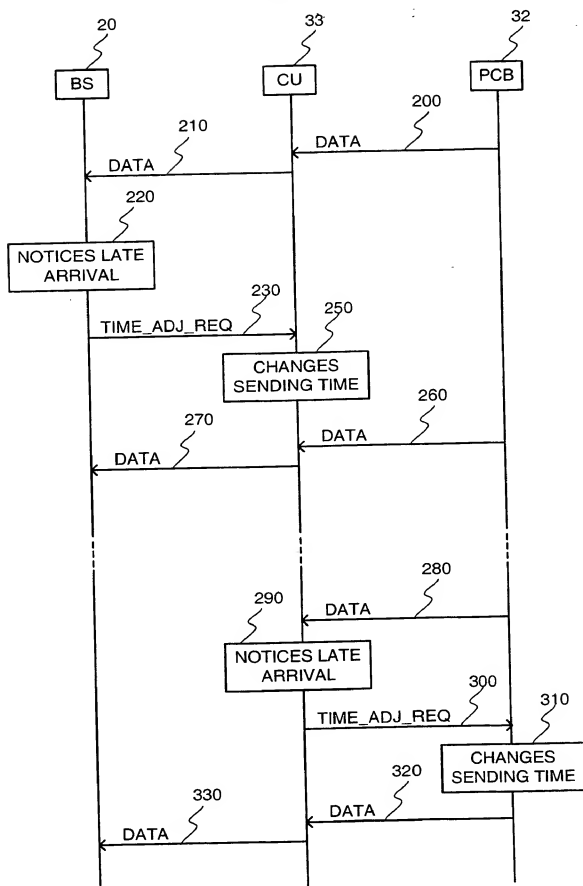 20
33
32
BS
CU
PCB
200
DATA
210
DATA
220
NOTICES LATE
ARRIVAL
230
TIME_ADJ_REQ
250
CHANGES
SENDING TIME
260
DATA
270
DATA
280
DATA
290
NOTICES LATE
ARRIVAL
300
TIME_ADJ_REQ
310
CHANGES
SENDING TIME
320
DATA
330
DATA